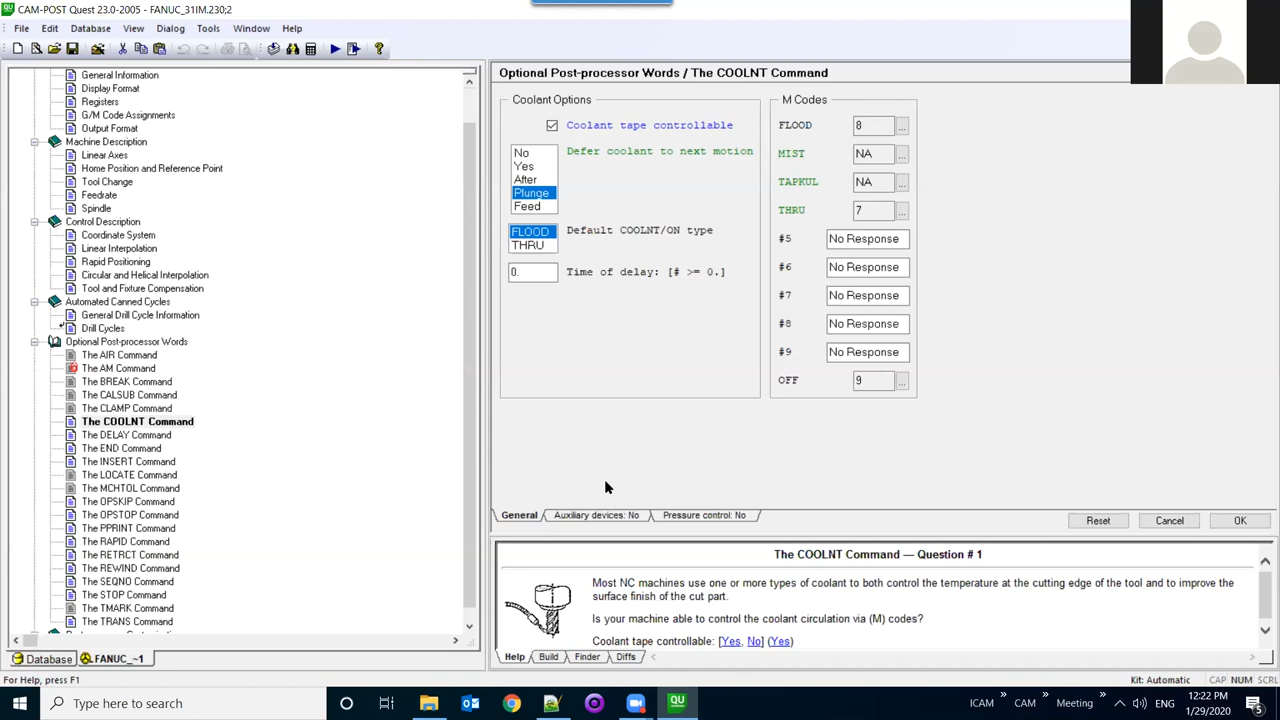 CAM-POST Quest 23.0-2005 - FANUC_31IM.230;2
File Edit Database View Dialog Tools Window Help
General Information
Display Format
Registers
G/M Code Assignments
Output Format
Machine Description
Linear Axes
Home Position and Reference Point
Tool Change
Feedrate
Spindle
Control Description
Coordinate System
Linear Interpolation
Rapid Positioning
Circular and Helical Interpolation
Tool and Fixture Compensation
Automated Canned Cycles
General Drill Cycle Information
Drill Cycles
Optional Post-processor Words
The AIR Command
The AM Command
The BREAK Command
The CALSUB Command
The CLAMP Command
The COOLNT Command
The DELAY Command
The END Command
The INSERT Command
The LOCATE Command
The MCHTOL Command
The OPSKIP Command
The OPSTOP Command
The PPRINT Command
The RAPID Command
The RETRCT Command
The REWIND Command
The SEQNO Command
The STOP Command
The TMARK Command
The TRANS Command
Database FANUC_~1
For Help, press F1
Optional Post-processor Words / The COOLNT Command
Coolant Options
Coolant tape controllable
No
Yes
After
Plunge
Feed
Defer coolant to next motion
FLOOD
THRU
Default COOLNT/ON type
0. Time of delay: [# >= 0.]
M Codes
FLOOD 8 ...
MIST NA ...
TAPKUL NA ...
THRU 7 ...
#5 No Response
#6 No Response
#7 No Response
#8 No Response
#9 No Response
OFF 9 ...
General Auxiliary devices: No Pressure control: No
Reset Cancel OK
The COOLNT Command — Question # 1
Most NC machines use one or more types of coolant to both control the temperature at the cutting edge of the tool and to improve the
surface finish of the cut part.
Is your machine able to control the coolant circulation via (M) codes?
Coolant tape controllable: [Yes, No] (Yes)
Help Build Finder Diffs
CAP NUM SCRL
Kit: Automatic
Type here to search
QU
ICAM CAM Meeting ENG
12:22 PM
1/29/2020
5